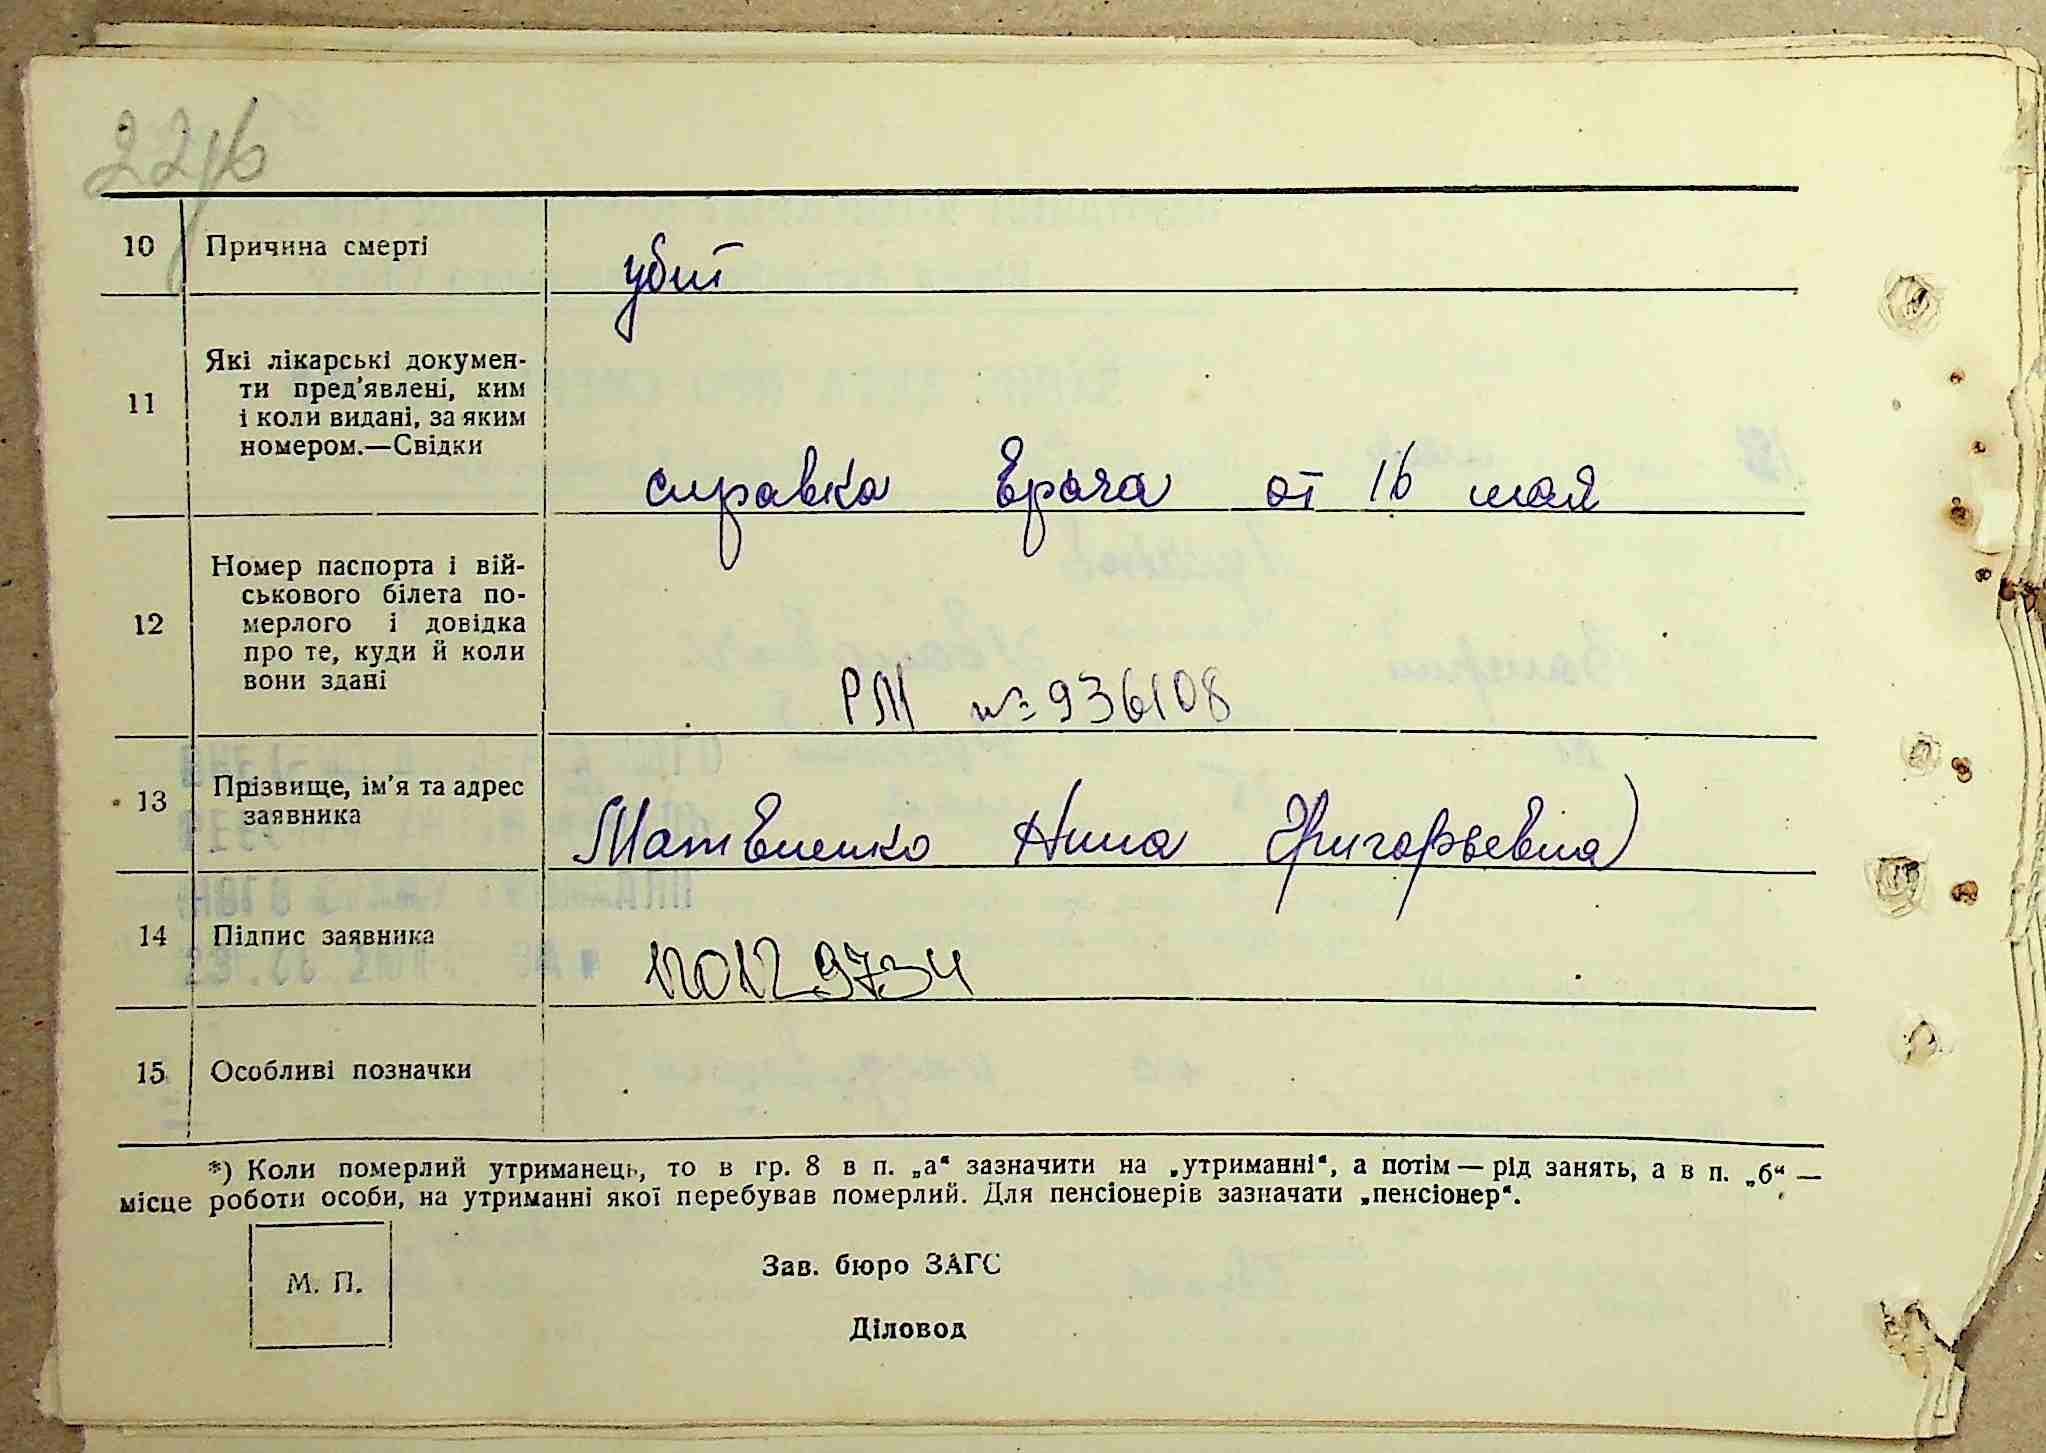 10 Причина смерті убит
11 Які лікарські докумен-
ти пред'явлені, ким
і коли видані, за яким
номером.—Свідки
справка врача от 16 мая
12 Номер паспорта і вій-
ськового білета по-
мерлого і довідка
про те, куди й коли
вони здані
РМ №936108
13 Прізвище, ім'я та адрес
заявника
Матвиенко Нина Григорьевна
14 Підпис заявника
15 Особливі позначки
*) Коли померлий утриманець, то в гр. 8 в п. „а“ зазначити на „утриманні“, а потім — рід занять, а в п. „б“ —
місце роботи особи, на утриманні якої перебував померлий. Для пенсіонерів зазначати „пенсіонер“.
Зав. бюро ЗАГС
М. П.
Діловод